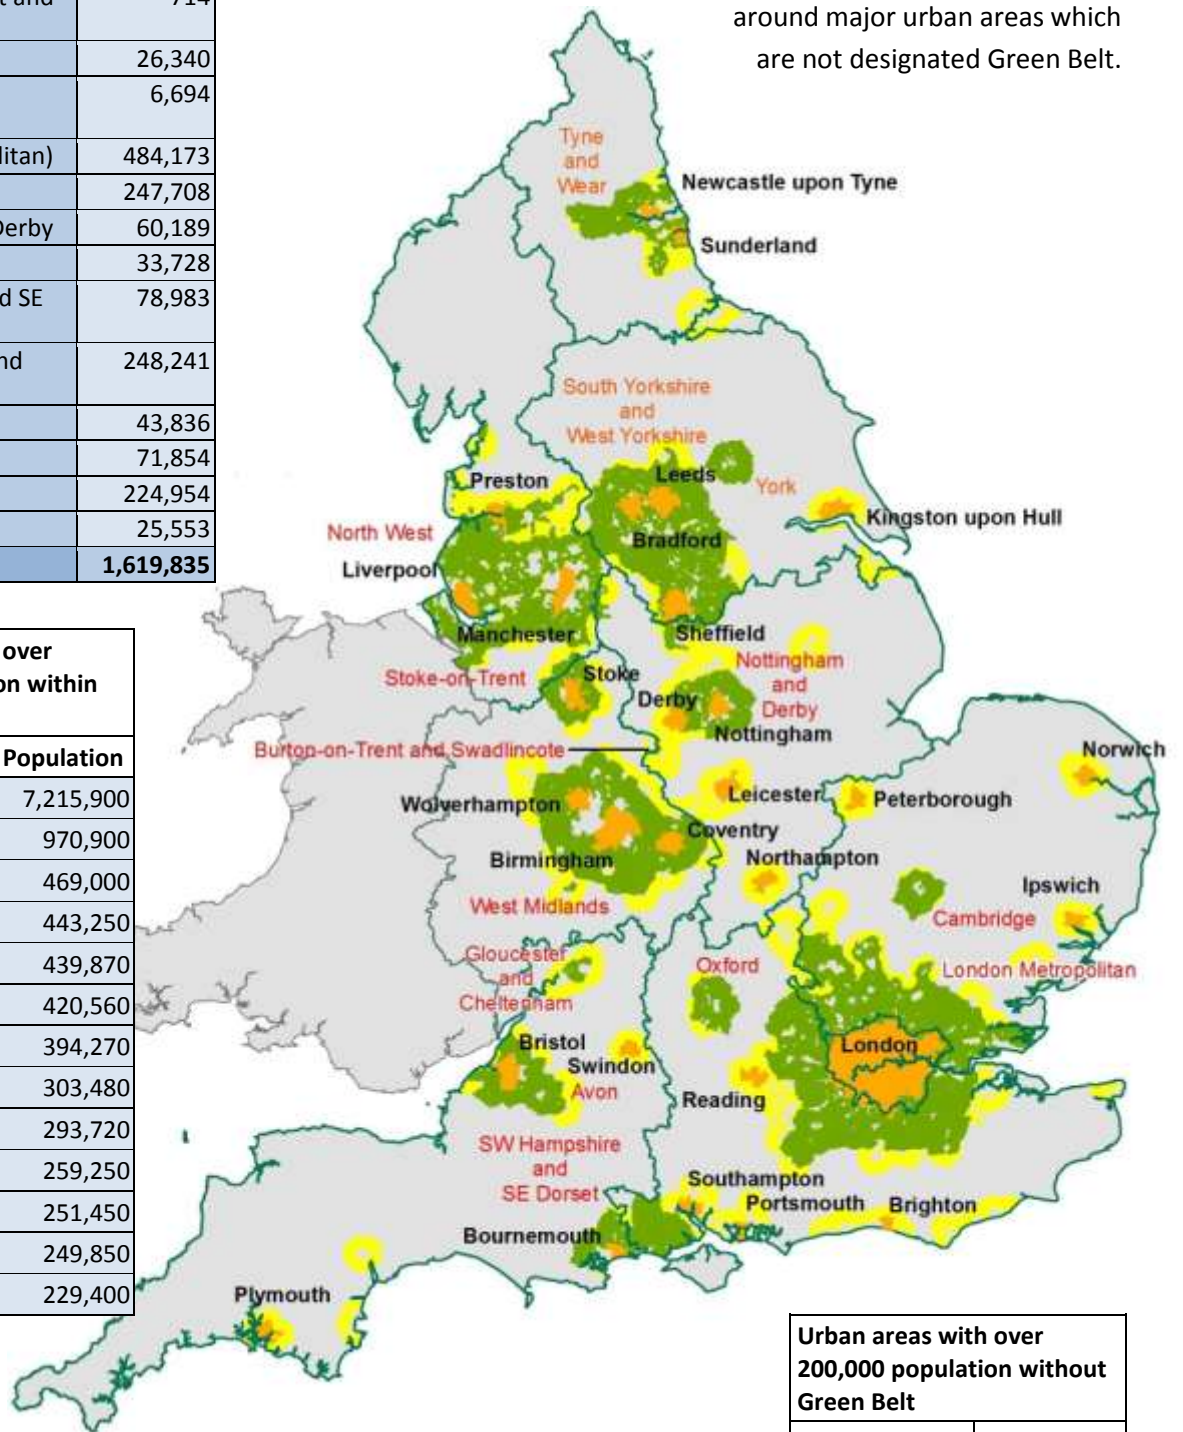 t and 714
26,340
6,694
litan) 484,173
247,708
Derby 60,189
33,728
d SE 78,983
nd 248,241
43,836
71,854
224,954
25,553
1,619,835
around major urban areas which
are not designated Green Belt.
Tyne
and
Wear
Newcastle upon Tyne
Sunderland
South Yorkshire
and
West Yorkshire
Leeds
York
Preston
Kingston upon Hull
North West
Bradford
Liverpool
Manchester
Sheffield
Stoke-on-Trent
Stoke
Nottingham
and
Derby
Derby
Nottingham
Burton-on-Trent and Swadlincote
Norwich
Wolverhampton
Leicester
Peterborough
Coventry
Birmingham
Northampton
Ipswich
West Midlands
Cambridge
Gloucester
and
Cheltenham
Oxford
London Metropolitan
Bristol
Swindon
London
Avon
Reading
SW Hampshire
and
SE Dorset
Southampton
Portsmouth
Brighton
Bournemouth
Plymouth
over
on within
Population
7,215,900
970,900
469,000
443,250
439,870
420,560
394,270
303,480
293,720
259,250
251,450
249,850
229,400
Urban areas with over
200,000 population without
Green Belt